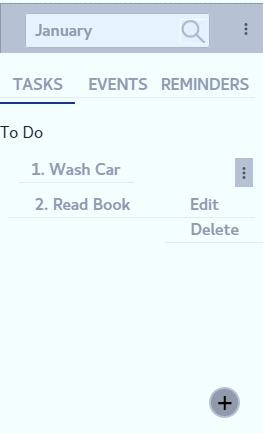 January
TASKS EVENTS REMINDERS
To Do
1. Wash Car
2. Read Book Edit
Delete